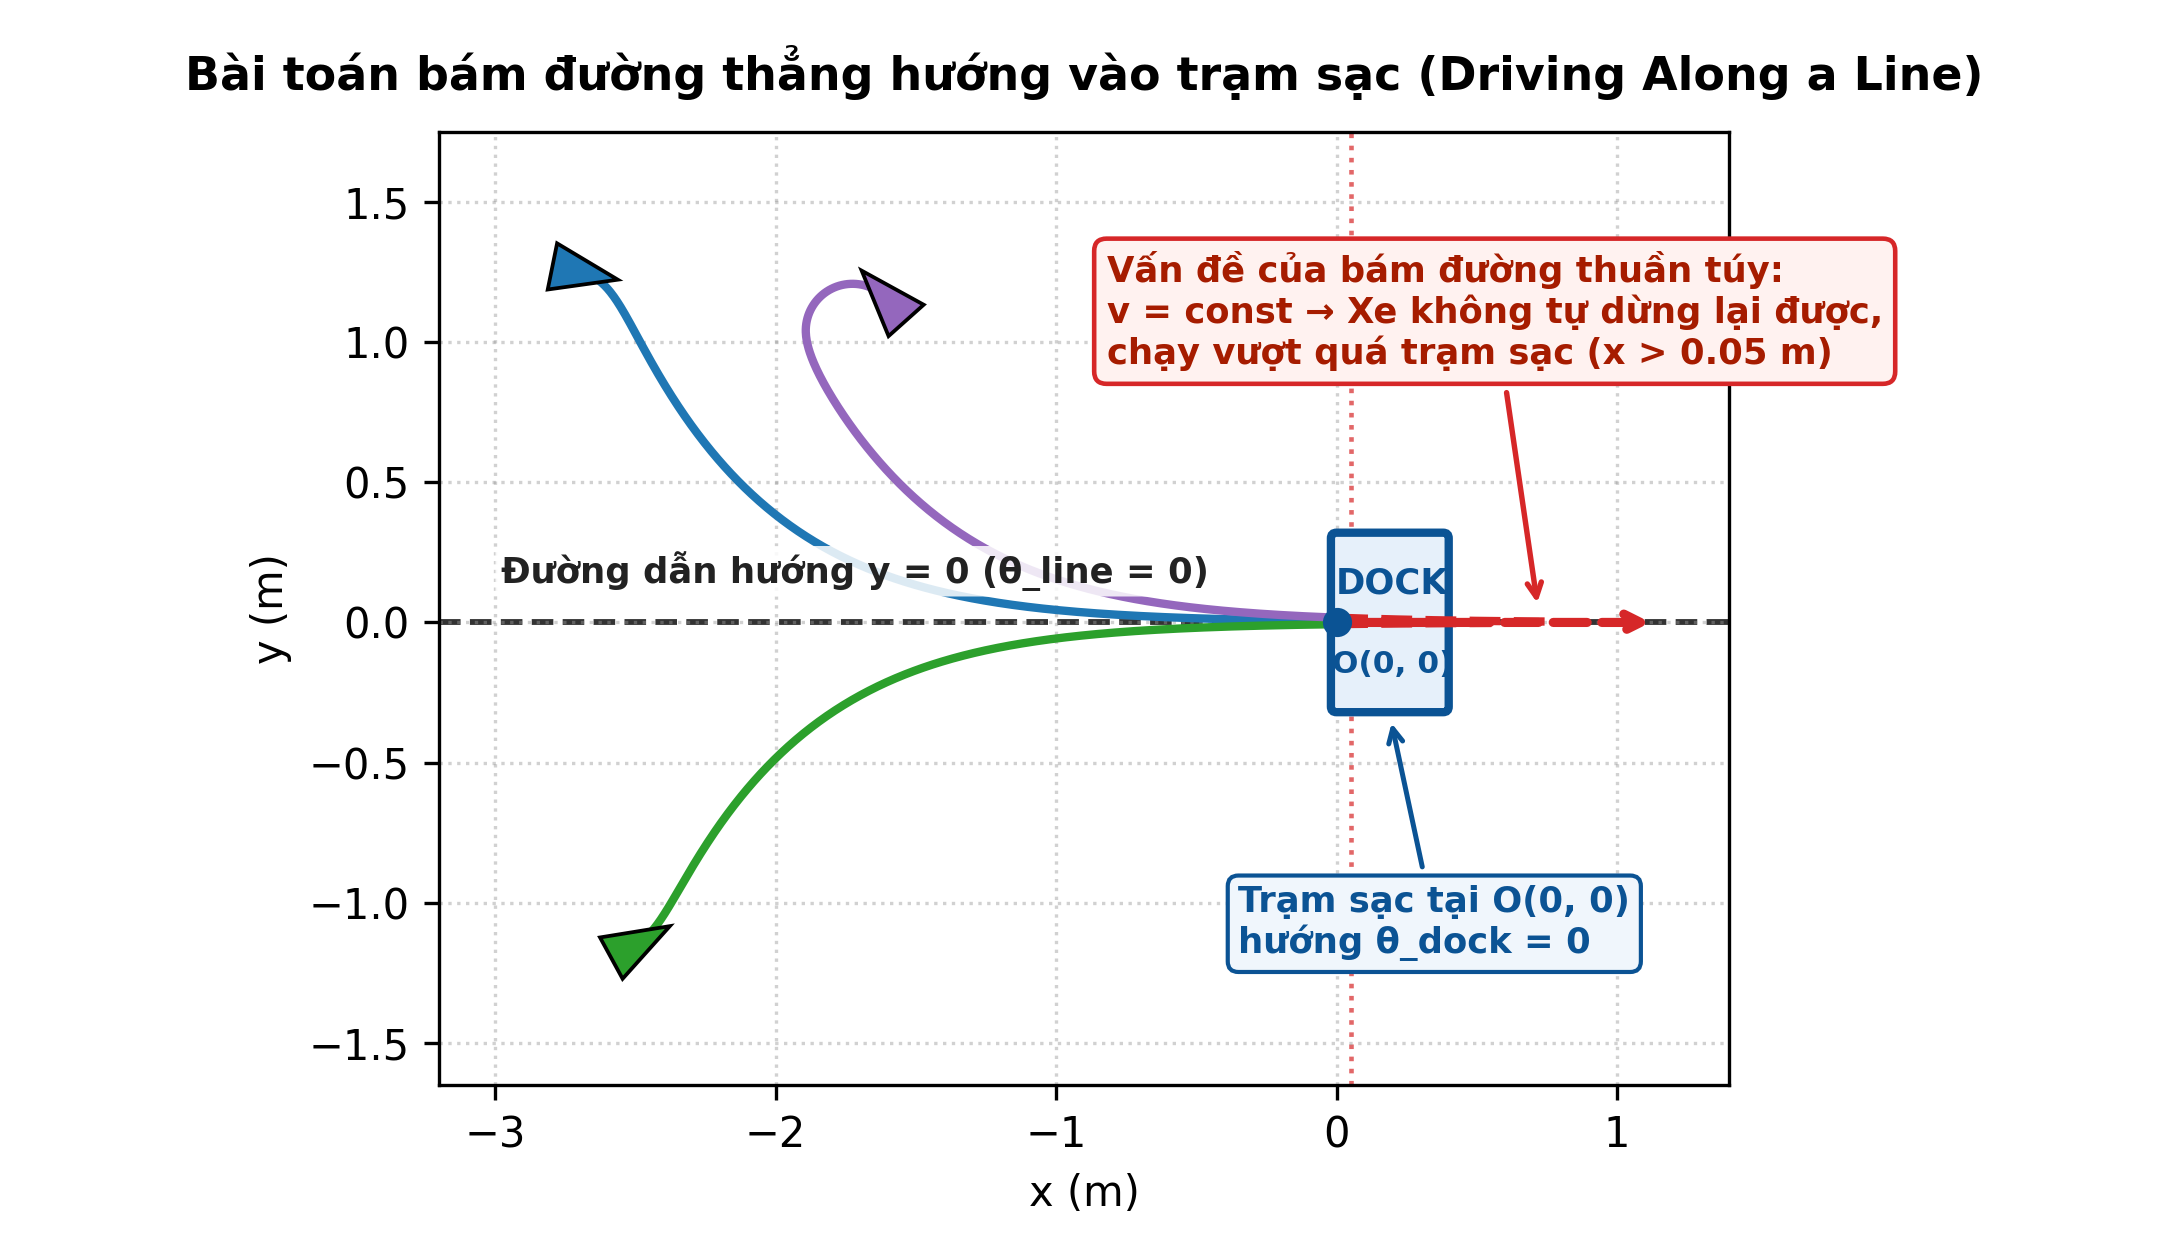 Bài toán bám đường thẳng hướng vào trạm sạc (Driving Along a Line)
1.5
1.0
0.5
0.0
−0.5
−1.0
−1.5
y (m)
Vấn đề của bám đường thuần túy:
v = const → Xe không tự dừng lại được,
chạy vượt quá trạm sạc (x > 0.05 m)
Đường dẫn hướng y = 0 (θ_line = 0)
DOCK
O(0, 0)
Trạm sạc tại O(0, 0)
hướng θ_dock = 0
−3
−2
−1
0
1
x (m)